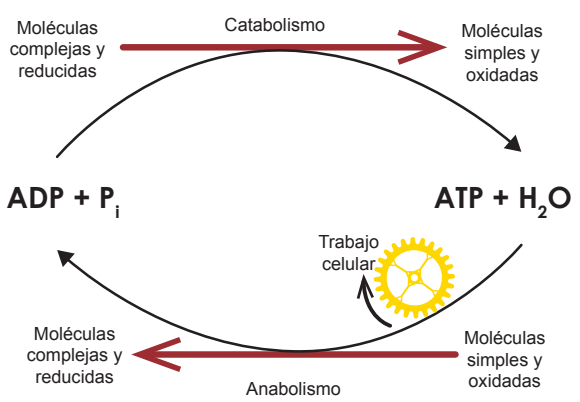 Moléculas
complejas y
reducidas
Catabolismo
Moléculas
simples y
oxidadas
ADP + Pi
ATP + H2O
Trabajo
celular
Moléculas
complejas y
reducidas
Anabolismo
Moléculas
simples y
oxidadas